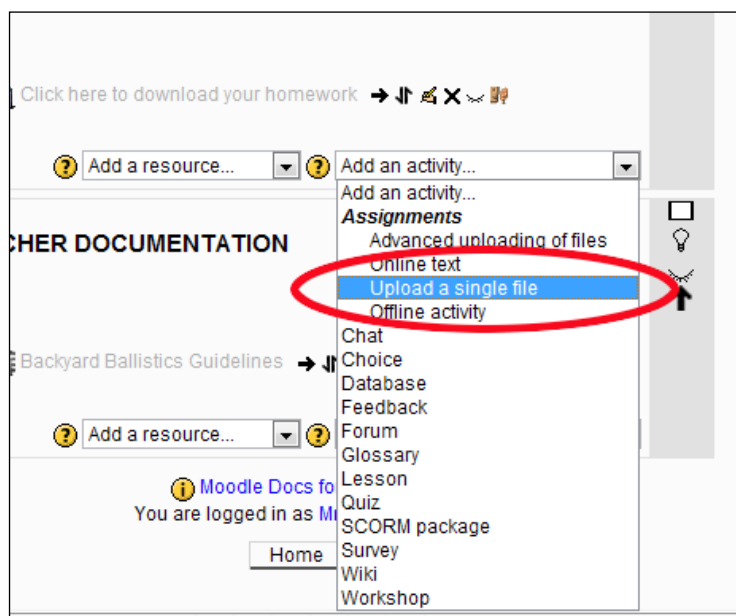 Click here to download your homework
Add a resource... Add an activity...
Add an activity...
Assignments
Advanced uploading of files
CHER DOCUMENTATION
Online text
Upload a single file
Offline activity
Chat
Backyard Ballistics Guidelines
Choice
Database
Feedback
Add a resource...
Forum
Glossary
Lesson
Moodle Docs fo
Quiz
You are logged in as M
SCORM package
Home
Survey
Wiki
Workshop